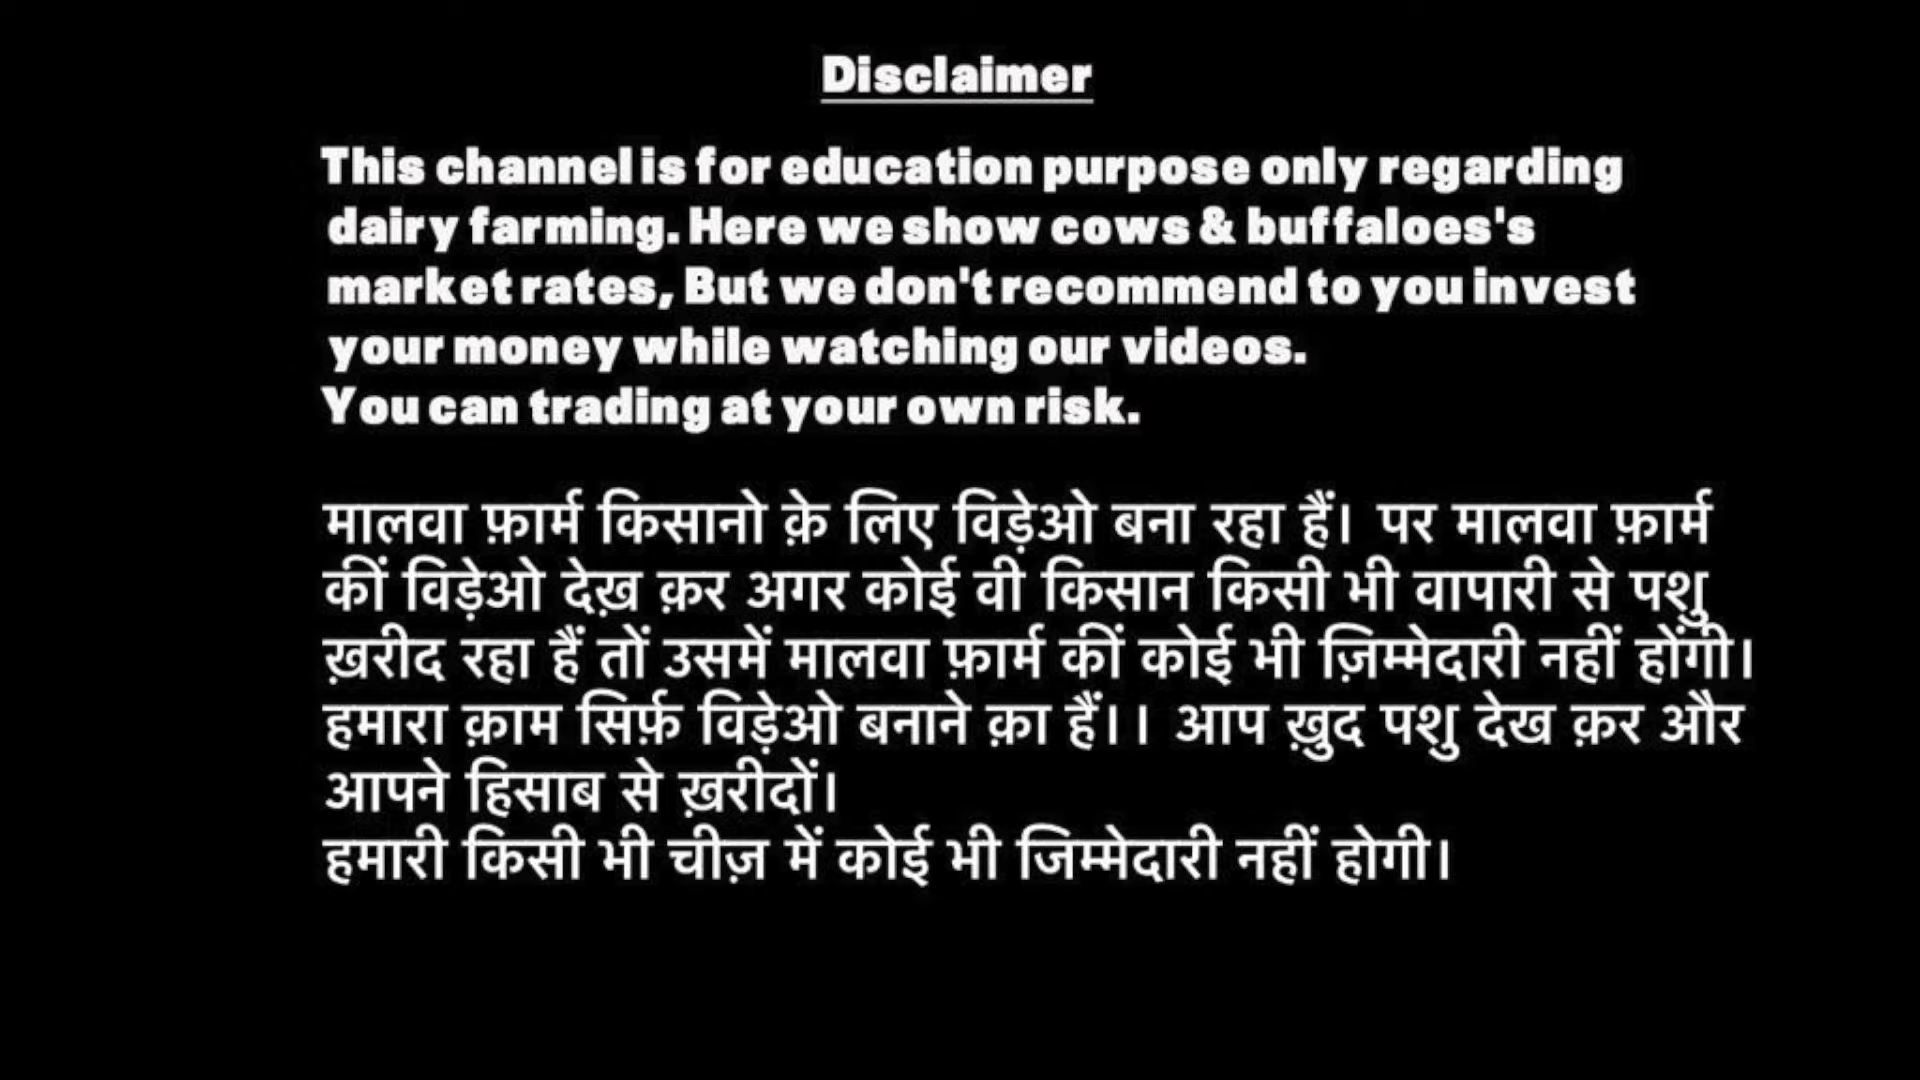 Disclaimer
This channel is for education purpose only regarding
dairy farming. Here we show cows & buffaloes's
market rates, But we don't recommend to you invest
your money while watching our videos.
You can trading at your own risk.
मालवा फ़ार्म किसानो क़े लिए विड़ेओ बना रहा हैं। पर मालवा फ़ार्म
कीं विड़ेओ देख़ क़र अगर कोई वी किसान किसी भी वापारी से पशु
ख़रीद रहा हैं तों उसमें मालवा फ़ार्म कीं कोई भी ज़िम्मेदारी नहीं होंगी।
हमारा क़ाम सिर्फ़ विड़ेओ बनाने क़ा हैं।। आप ख़ुद पशु देख क़र और
आपने हिसाब से ख़रीदों।
हमारी किसी भी चीज़ में कोई भी जिम्मेदारी नहीं होगी।